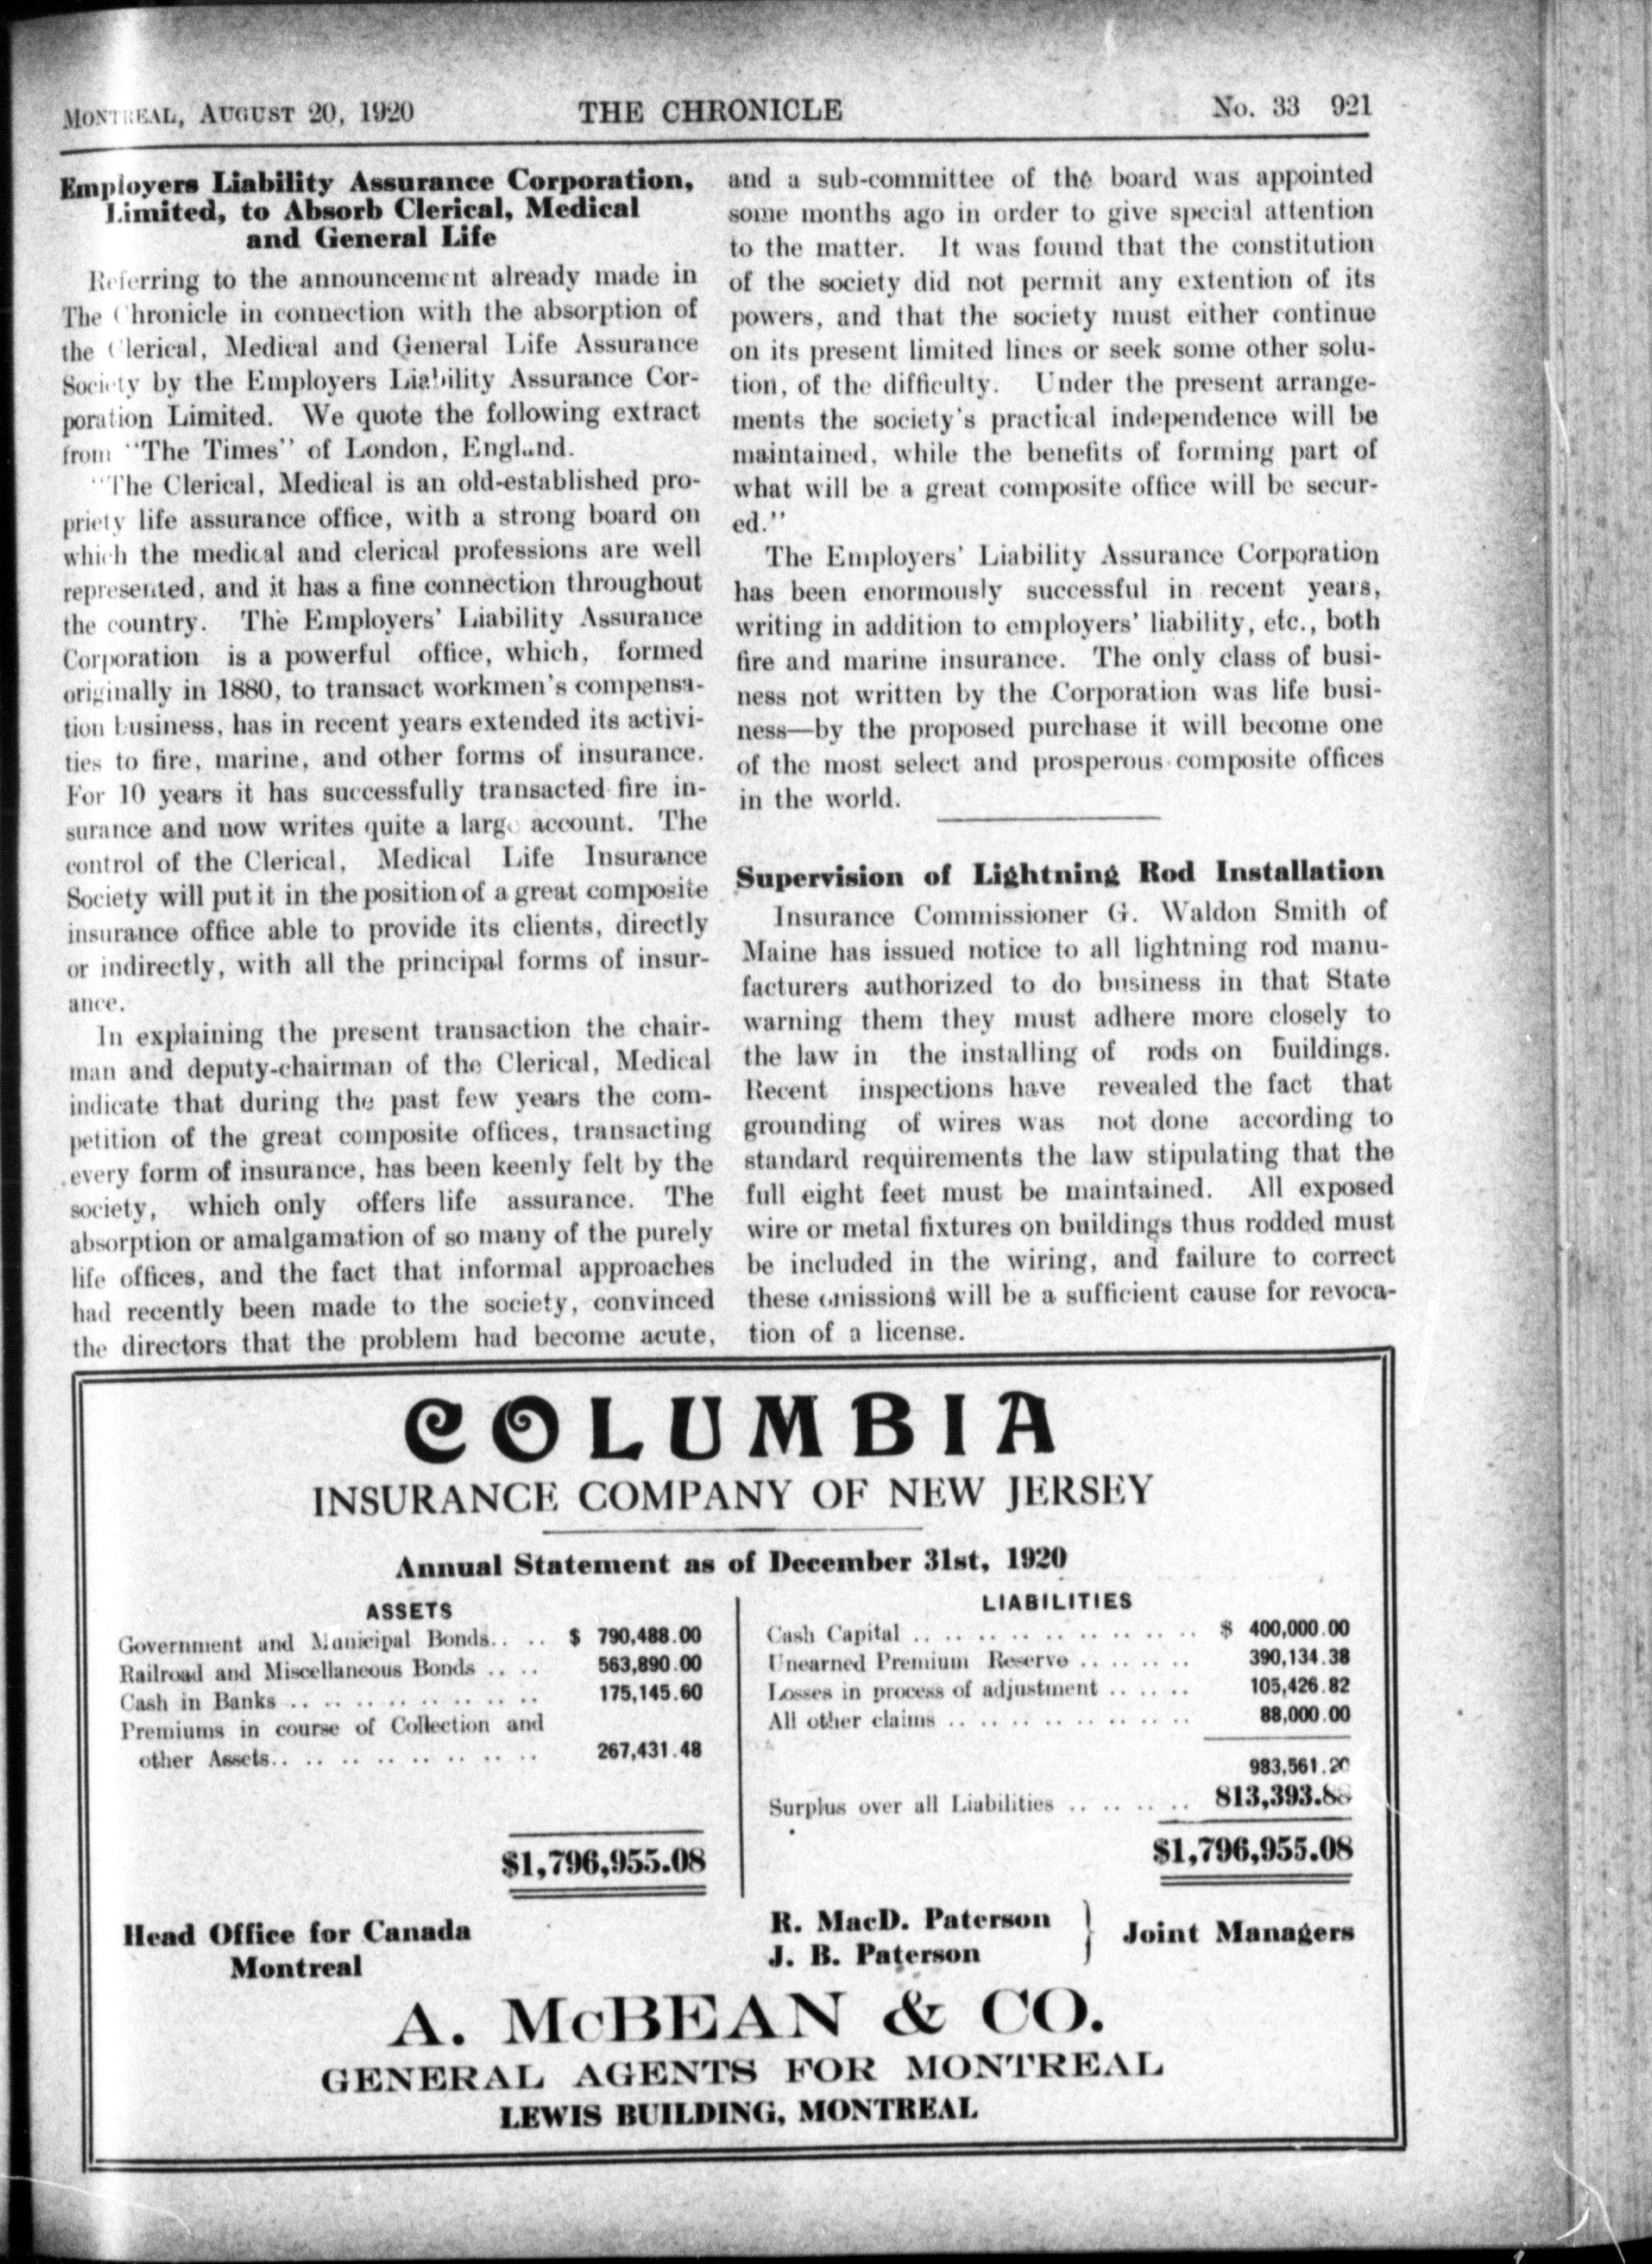 MONTREAL, AUGUST 20, 1920 THE CHRONICLE No. 33 921
Employers Liability Assurance Corporation,
Limited, to Absorb Clerical, Medical
and General Life
Referring to the announcement already made in
The Chronicle in connection with the absorption of
the Clerical, Medical and General Life Assurance
Society by the Employers Liability Assurance Cor-
poration Limited. We quote the following extract
from "The Times" of London, England.
"The Clerical, Medical is an old-established pro-
priety life assurance office, with a strong board on
which the medical and clerical professions are well
represented, and it has a fine connection throughout
the country. The Employers' Liability Assurance
Corporation is a powerful office, which, formed
originally in 1880, to transact workmen's compensa-
tion business, has in recent years extended its activi-
ties to fire, marine, and other forms of insurance.
For 10 years it has successfully transacted fire in-
surance and now writes quite a large account. The
control of the Clerical, Medical Life Insurance
Society will put it in the position of a great composite
insurance office able to provide its clients, directly
or indirectly, with all the principal forms of insur-
ance.
In explaining the present transaction the chair-
man and deputy-chairman of the Clerical, Medical
indicate that during the past few years the com-
petition of the great composite offices, transacting
every form of insurance, has been keenly felt by the
society, which only offers life assurance. The
absorption or amalgamation of so many of the purely
life offices, and the fact that informal approaches
had recently been made to the society, convinced
the directors that the problem had become acute,
and a sub-committee of the board was appointed
some months ago in order to give special attention
to the matter. It was found that the constitution
of the society did not permit any extention of its
powers, and that the society must either continue
on its present limited lines or seek some other solu-
tion, of the difficulty. Under the present arrange-
ments the society's practical independence will be
maintained, while the benefits of forming part of
what will be a great composite office will be secur-
ed."
The Employers' Liability Assurance Corporation
has been enormously successful in recent years,
writing in addition to employers' liability, etc., both
fire and marine insurance. The only class of busi-
ness not written by the Corporation was life busi-
ness—by the proposed purchase it will become one
of the most select and prosperous composite offices
in the world.
Supervision of Lightning Rod Installation
Insurance Commissioner G. Waldon Smith of
Maine has issued notice to all lightning rod manu-
facturers authorized to do business in that State
warning them they must adhere more closely to
the law in the installing of rods on buildings.
Recent inspections have revealed the fact that
grounding of wires was not done according to
standard requirements the law stipulating that the
full eight feet must be maintained. All exposed
wire or metal fixtures on buildings thus rodded must
be included in the wiring, and failure to correct
these omissions will be a sufficient cause for revoca-
tion of a license.
COLUMBIA
INSURANCE COMPANY OF NEW JERSEY
Annual Statement as of December 31st, 1920
ASSETS
Government and Municipal Bonds.. .. $ 790,488.00
Railroad and Miscellaneous Bonds .. .. 563,890.00
Cash in Banks .. .. .. .. .. .. .. .. 175,145.60
Premiums in course of Collection and
other Assets.. .. .. .. .. .. .. .. 267,431.48
$1,796,955.08
LIABILITIES
Cash Capital .. .. .. .. .. .. .. .. .. $ 400,000.00
Unearned Premium Reserve .. .. .. .. 390,134.38
Losses in process of adjustment .. .. .. 105,426.82
All other claims .. .. .. .. .. .. .. .. 88,000.00
983,561.20
Surplus over all Liabilities .. .. .. .. 813,393.88
$1,796,955.08
Head Office for Canada
Montreal
R. MacD. Paterson
J. B. Paterson
} Joint Managers
A. McBEAN & CO.
GENERAL AGENTS FOR MONTREAL
LEWIS BUILDING, MONTREAL